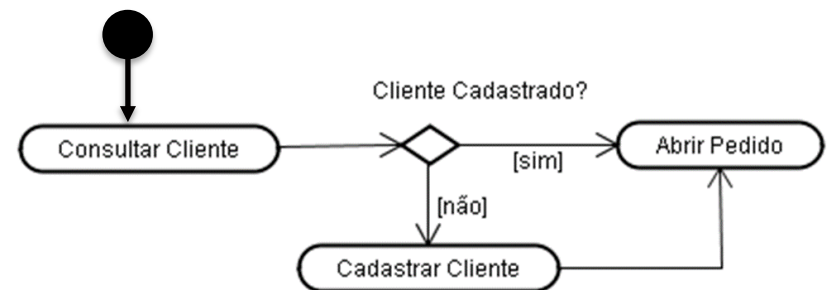 Cliente Cadastrado?
Consultar Cliente
[sim]
Abrir Pedido
[não]
Cadastrar Cliente